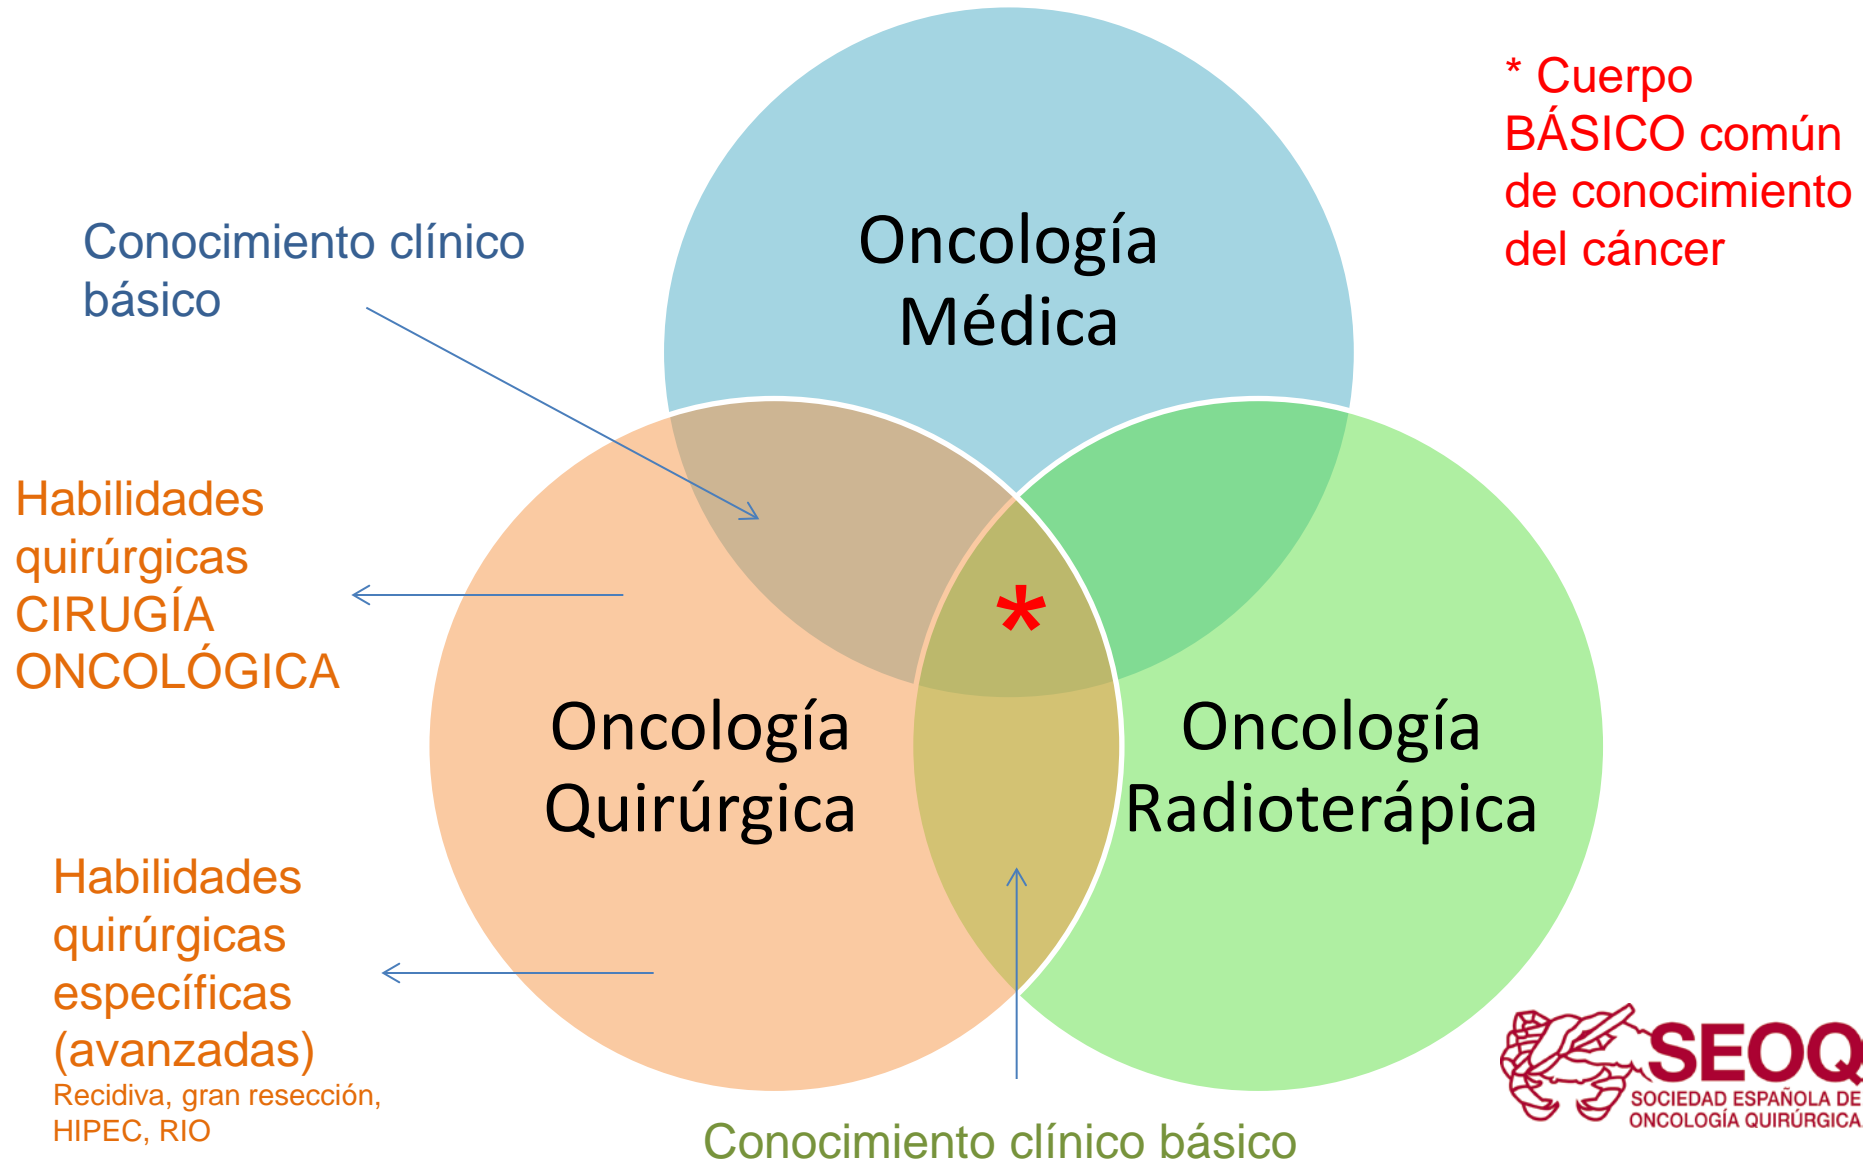 * Cuerpo
BÁSICO común
de conocimiento
del cáncer
Conocimiento clínico
básico
Oncología
Médica
Habilidades
quirúrgicas
CIRUGÍA
ONCOLÓGICA
*
Oncología
Quirúrgica
Oncología
Radioterápica
Habilidades
quirúrgicas
específicas
(avanzadas)
Recidiva, gran resección,
HIPEC, RIO
Conocimiento clínico básico
SEOQ
SOCIEDAD ESPAÑOLA DE
ONCOLOGÍA QUIRÚRGICA